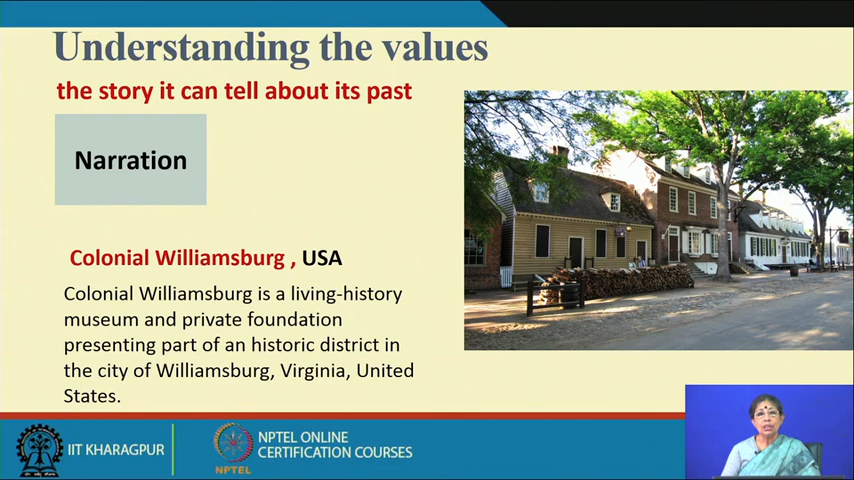 Understanding the values
the story it can tell about its past
Narration
Colonial Williamsburg , USA
Colonial Williamsburg is a living-history
museum and private foundation
presenting part of an historic district in
the city of Williamsburg, Virginia, United
States.
IIT KHARAGPUR
NPTEL
NPTEL ONLINE
CERTIFICATION COURSES